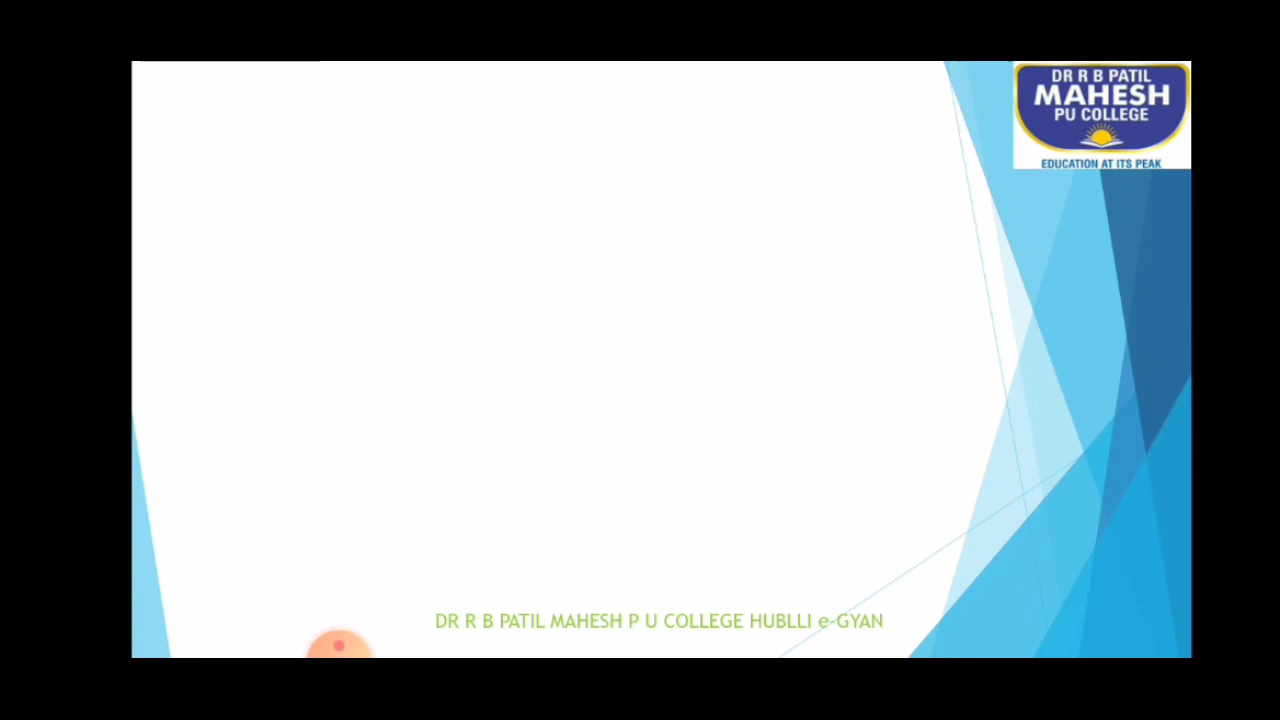 DR R B PATIL
MAHESH
PU COLLEGE
EDUCATION AT ITS PEAK
DR R B PATIL MAHESH P U COLLEGE HUBLLI e-GYAN